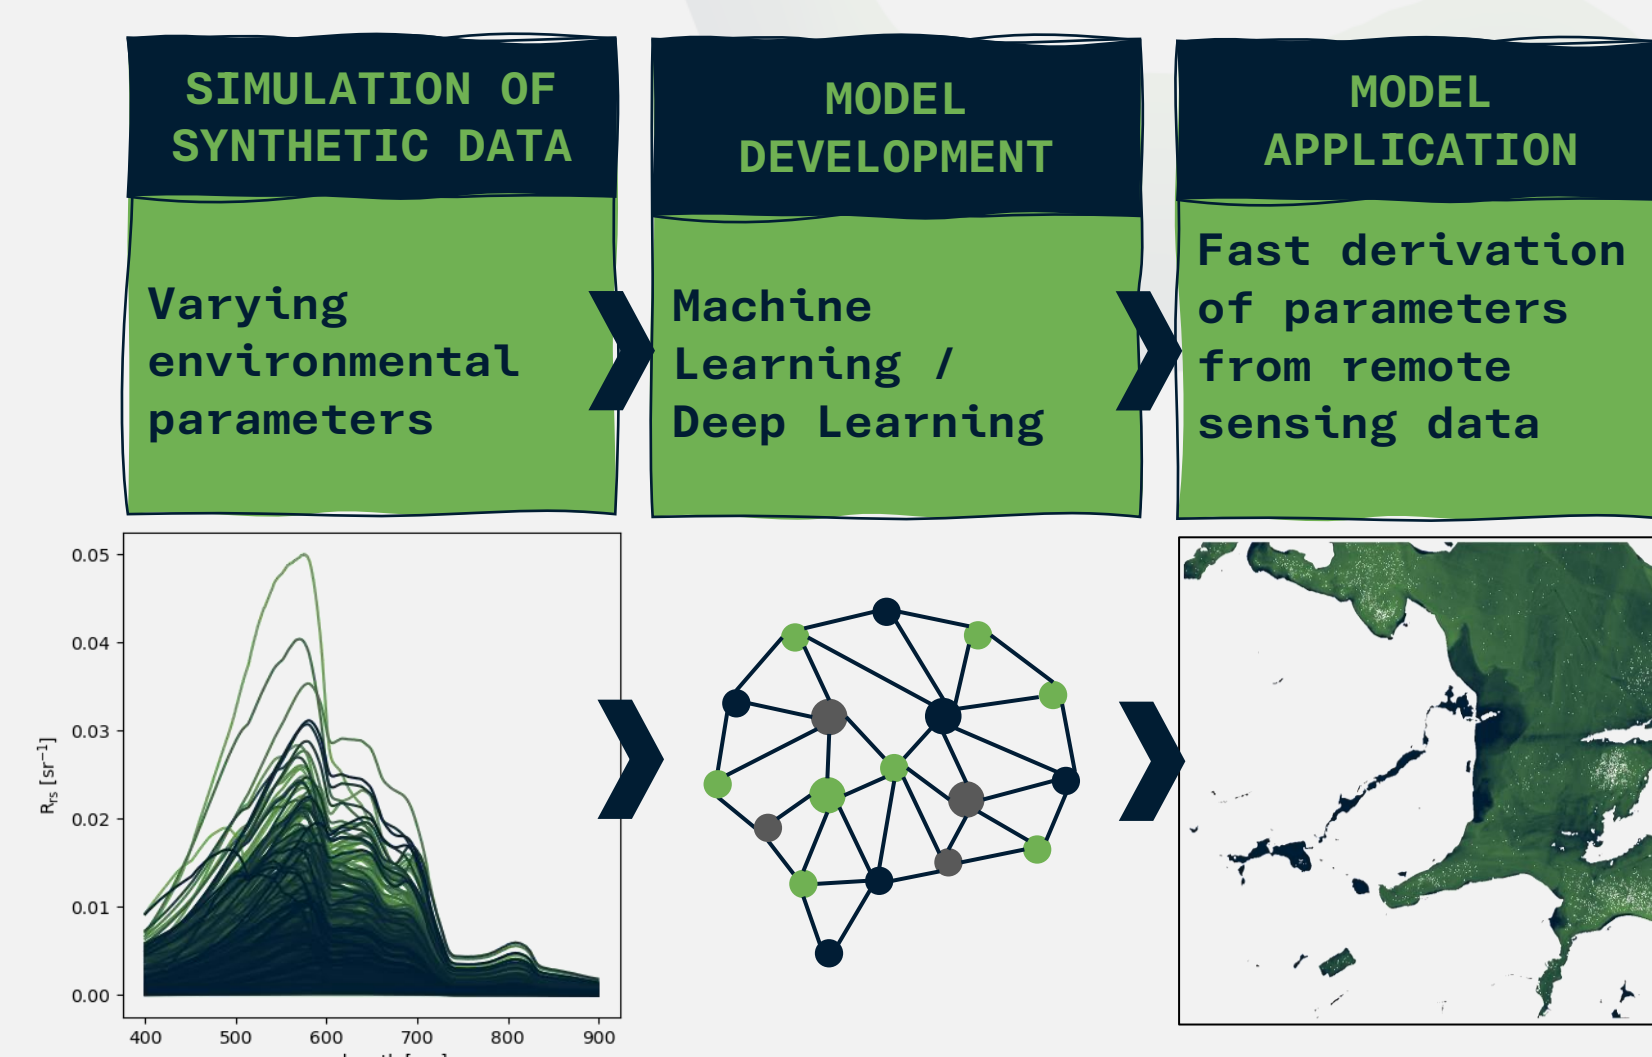 SIMULATION OF
SYNTHETIC DATA
Varying
environmental
parameters
MODEL
DEVELOPMENT
Machine
Learning /
Deep Learning
MODEL
APPLICATION
Fast derivation
of parameters
from remote
sensing data
0.05
0.04
0.03
0.02
0.01
0.00
Rrs [sr⁻¹]
400 500 600 700 800 900